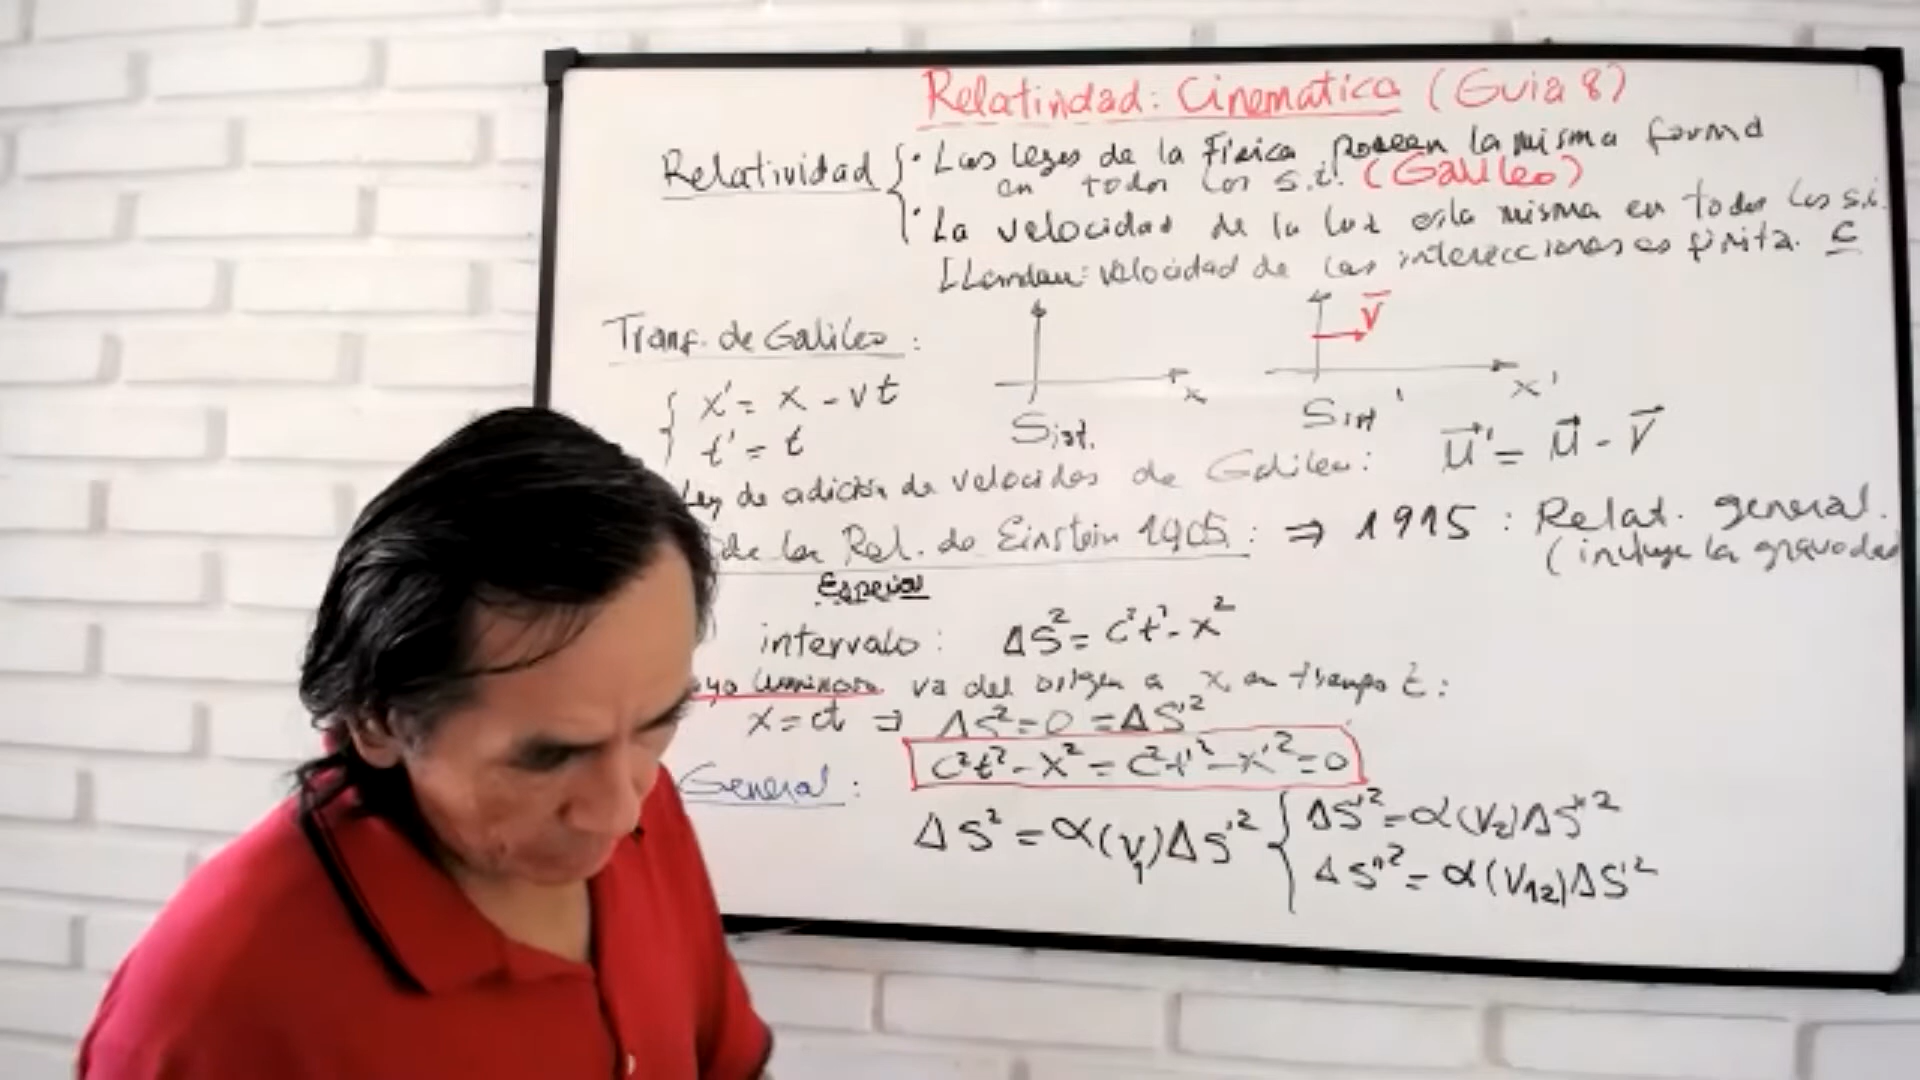 Relatividad: Cinematica (Guia 8)
Relatividad { · Las leyes de la Física poseen la misma forma
en todos los s.i. (Galileo)
· La velocidad de la luz es la misma en todos los s.i.
[Landau: velocidad de las interacciones es finita. c
Transf. de Galileo:
V⃗
{ x' = x - vt
t' = t
x
x'
Sist.
Sist'
Ley de adición de velocidades de Galileo: u⃗' = u⃗ - V⃗
de la Rel. de Einstein 1905: ⇒ 1915: Relat. general.
Especial
(incluye la gravedad
intervalo: ΔS² = c²t² - x²
luminoso va del origen a x, en tiempo t:
x = ct ⇒ ΔS² = 0 = ΔS'²
c²t² - x² = c²t'² - x'² = 0
General:
ΔS² = α(V₁)ΔS'² { ΔS² = α(V₂)ΔS''²
ΔS''² = α(V₁₂)ΔS'²